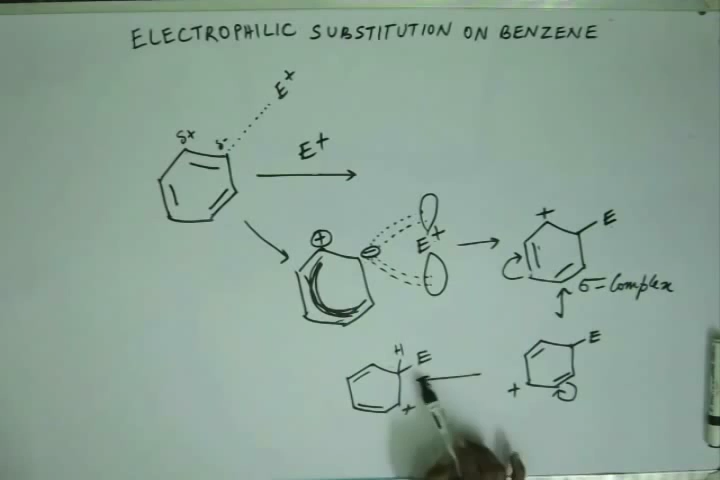 ELECTROPHILIC SUBSTITUTION ON BENZENE
E+
δ+ δ-
E+
+ E
⊕ ⊖ E+
σ-Complex
H E
E
+
+